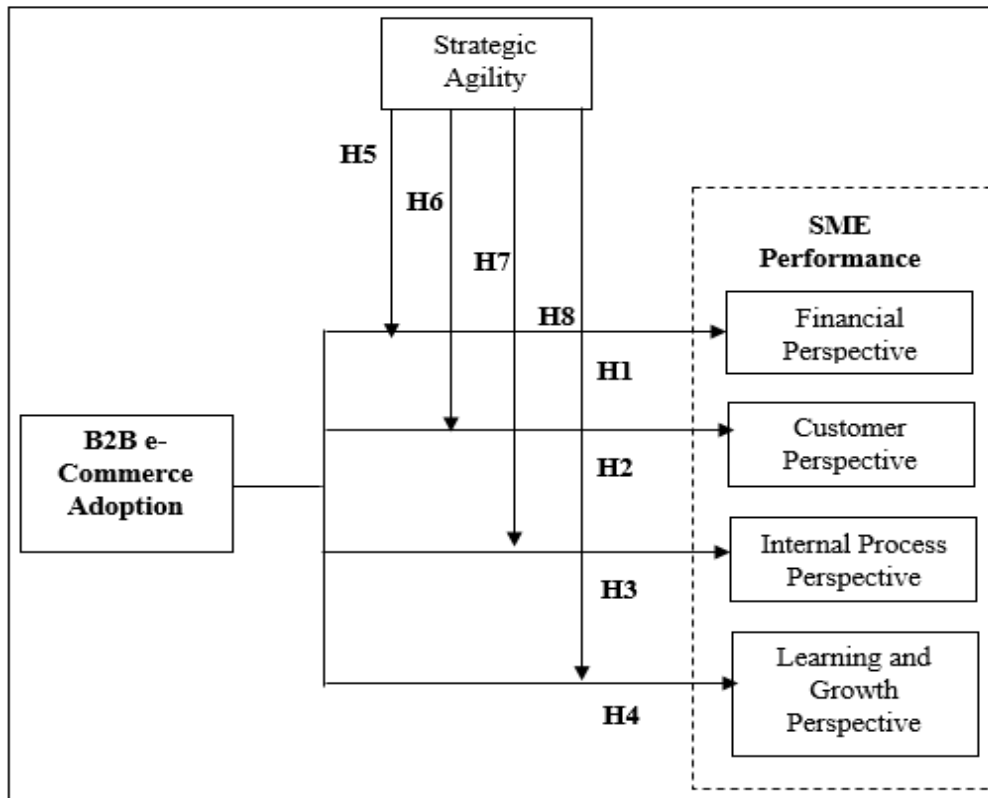 Strategic
Agility
H5
H6
H7
H8
SME
Performance
Financial
Perspective
H1
B2B e-
Commerce
Adoption
Customer
Perspective
H2
Internal Process
Perspective
H3
Learning and
Growth
Perspective
H4